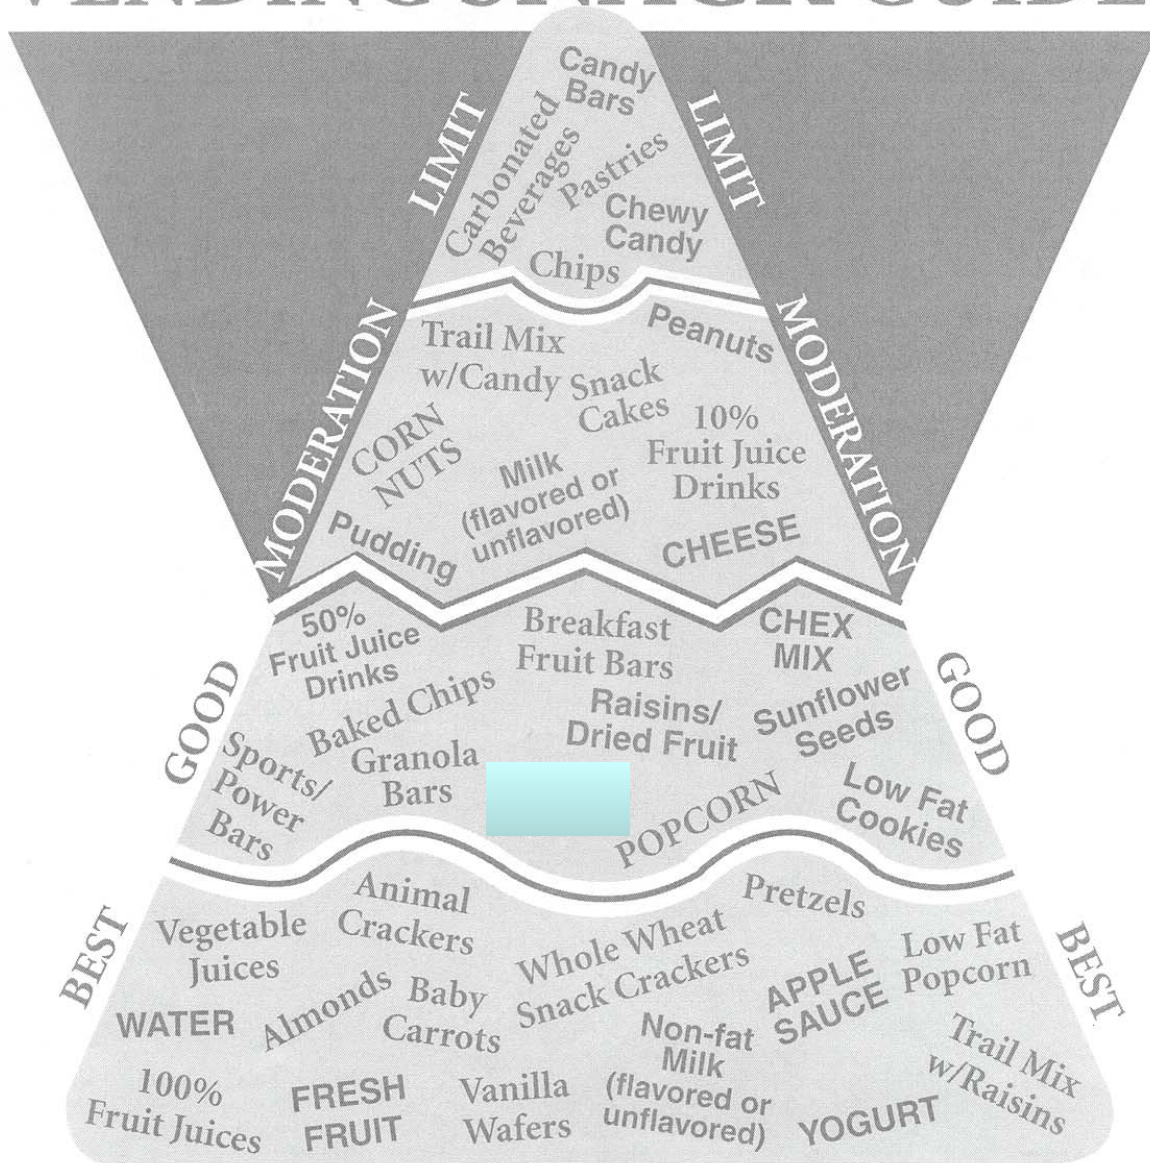 VENDING SNACK GUIDE
LIMIT
LIMIT
Candy
Bars
Carbonated
Beverages
Pastries
Chewy
Candy
Chips
MODERATION
MODERATION
Trail Mix
w/Candy
Peanuts
Snack
Cakes
CORN
NUTS
10%
Fruit Juice
Drinks
Milk
(flavored or
unflavored)
Pudding
CHEESE
GOOD
GOOD
50%
Fruit Juice
Drinks
Breakfast
Fruit Bars
CHEX
MIX
Baked Chips
Raisins/
Dried Fruit
Sunflower
Seeds
Sports/
Power
Bars
Granola
Bars
POPCORN
Low Fat
Cookies
BEST
BEST
Vegetable
Juices
Animal
Crackers
Whole Wheat
Snack Crackers
Pretzels
Low Fat
Popcorn
WATER
Almonds
Baby
Carrots
APPLE
SAUCE
Non-fat
Milk
(flavored or
unflavored)
Trail Mix
w/Raisins
100%
Fruit Juices
FRESH
FRUIT
Vanilla
Wafers
YOGURT